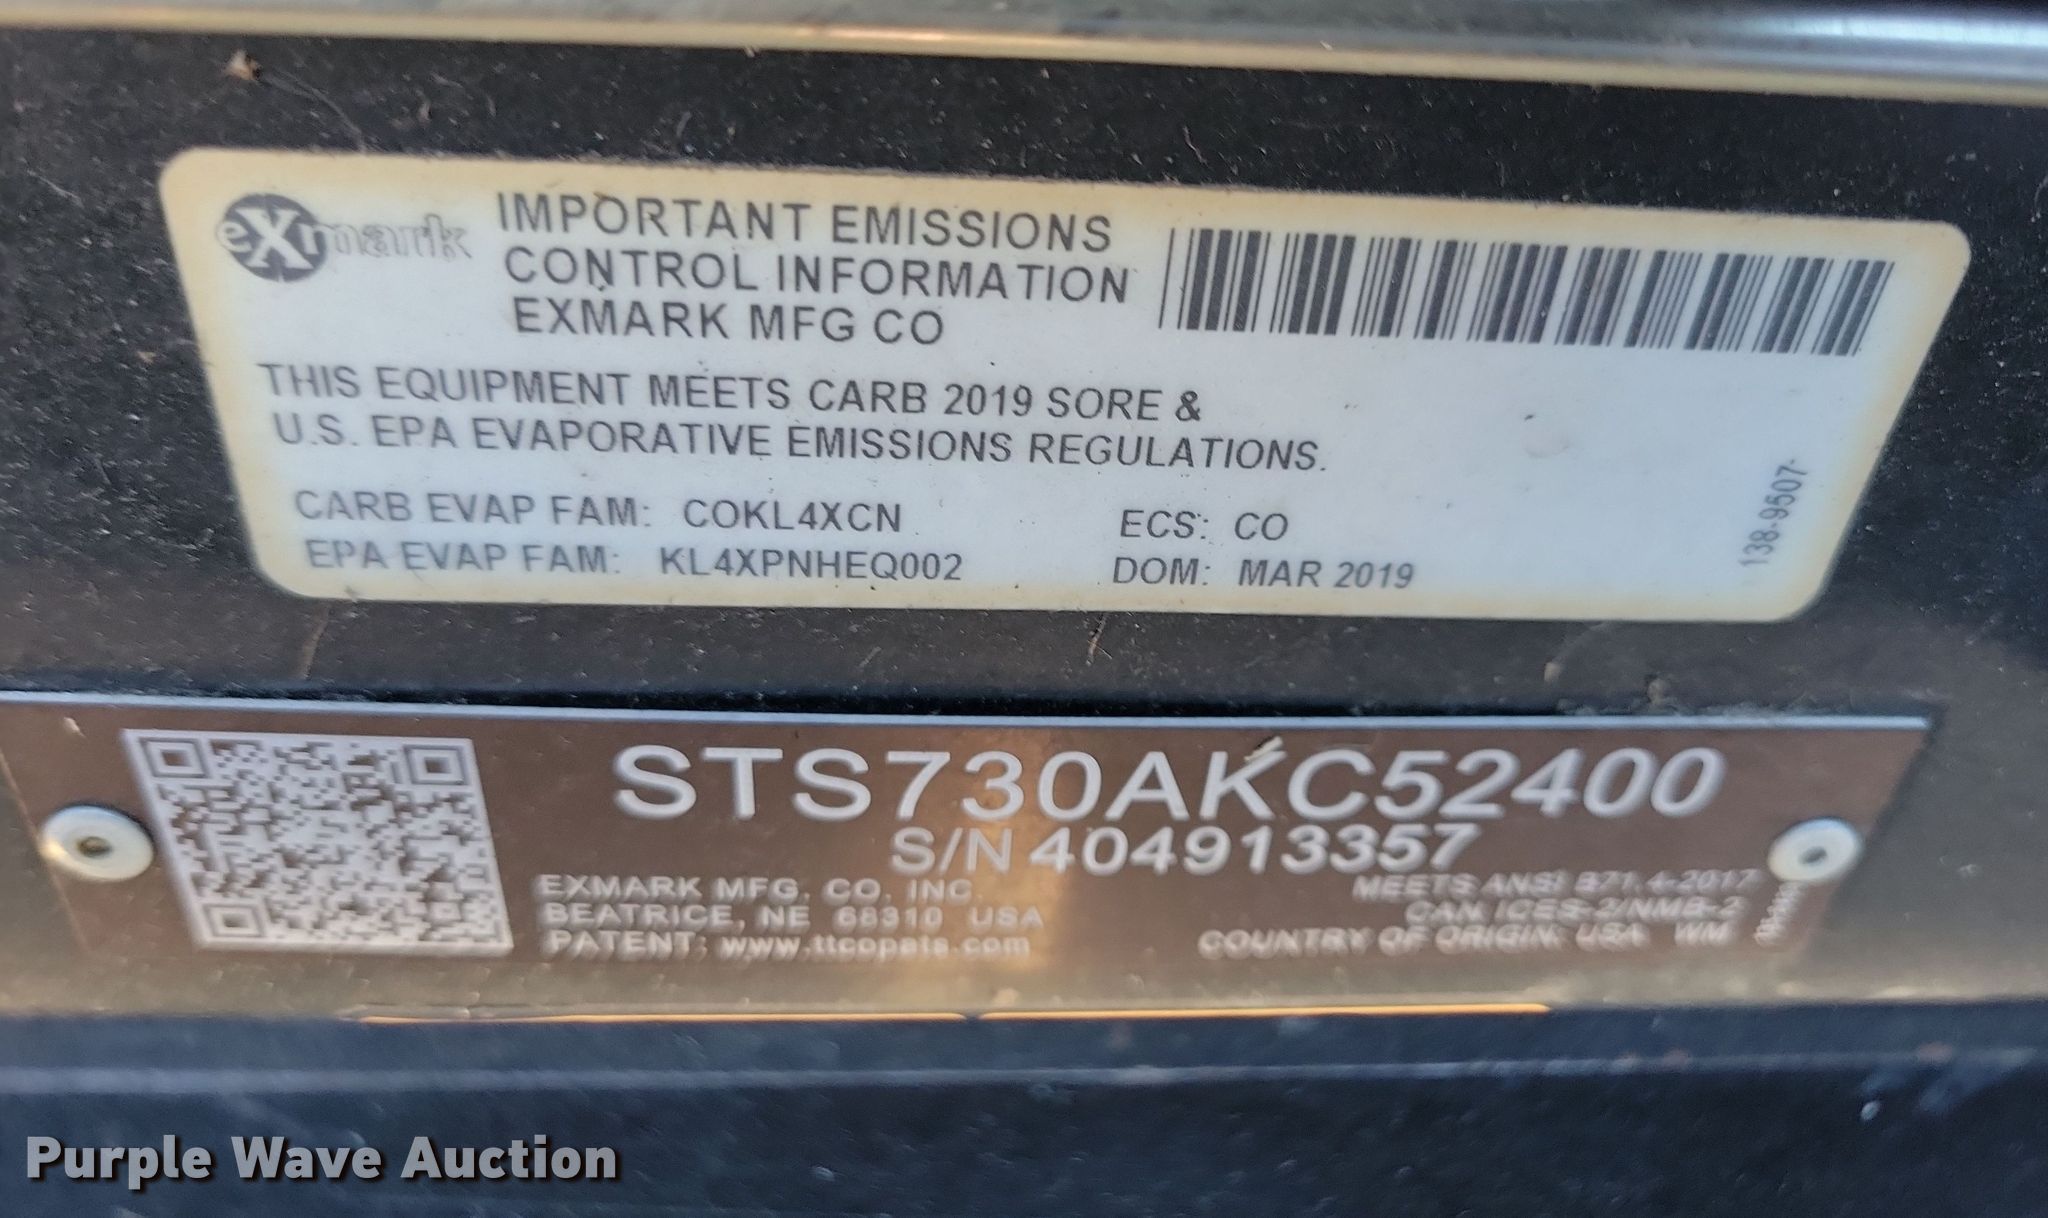 exmark
IMPORTANT EMISSIONS
CONTROL INFORMATION
EXMARK MFG CO
THIS EQUIPMENT MEETS CARB 2019 SORE &
U.S. EPA EVAPORATIVE EMISSIONS REGULATIONS.
CARB EVAP FAM: COKL4XCN
ECS: CO
EPA EVAP FAM: KL4XPNHEQ002
DOM: MAR 2019
138-9507
STS730AKC52400
S/N 404913357
EXMARK MFG. CO. INC.
BEATRICE, NE 68310 USA
PATENT: www.ttcopats.com
MEETS ANSI B71.4-2017
CAN ICES-2/NMB-2
COUNTRY OF ORIGIN: USA WM
Purple Wave Auction